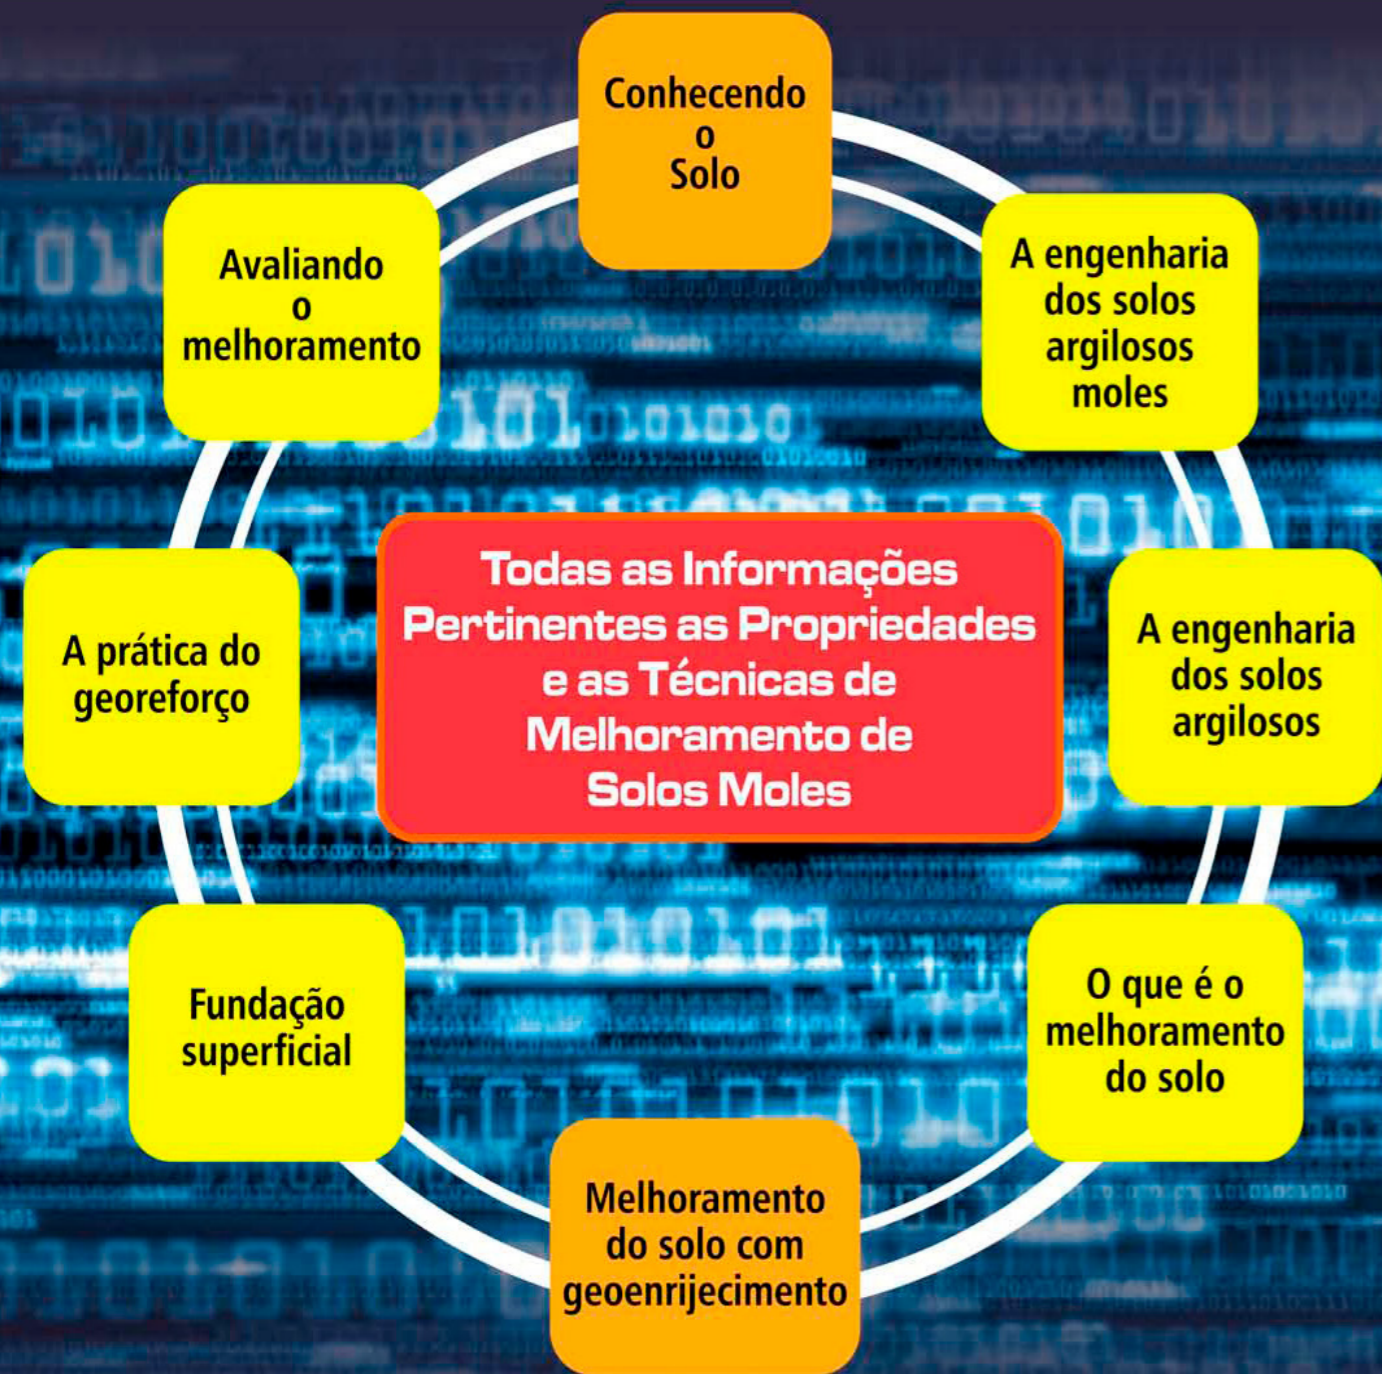 Conhecendo
o
Solo
A engenharia
dos solos
argilosos
moles
A engenharia
dos solos
argilosos
O que é o
melhoramento
do solo
Melhoramento
do solo com
geoenrijecimento
Fundação
superficial
A prática do
georeforço
Avaliando
o
melhoramento
Todas as Informações
Pertinentes as Propriedades
e as Técnicas de
Melhoramento de
Solos Moles